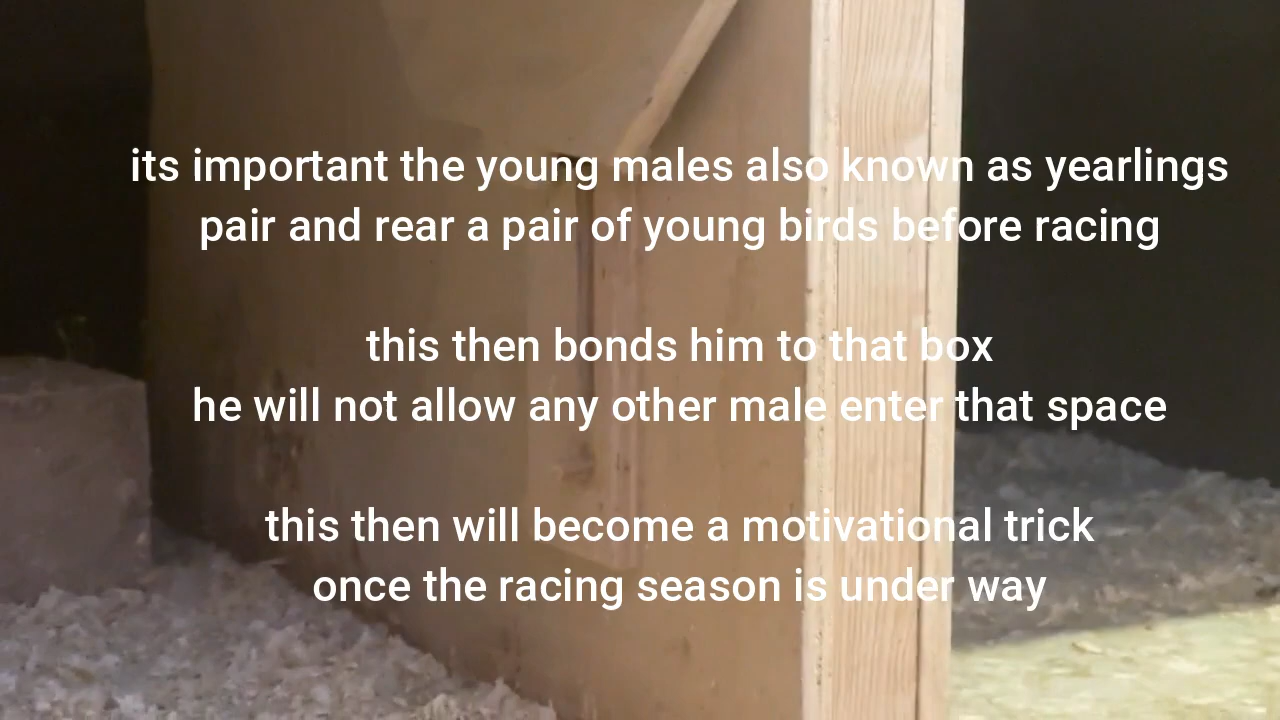 its important the young males also known as yearlings
pair and rear a pair of young birds before racing
this then bonds him to that box
he will not allow any other male enter that space
this then will become a motivational trick
once the racing season is under way